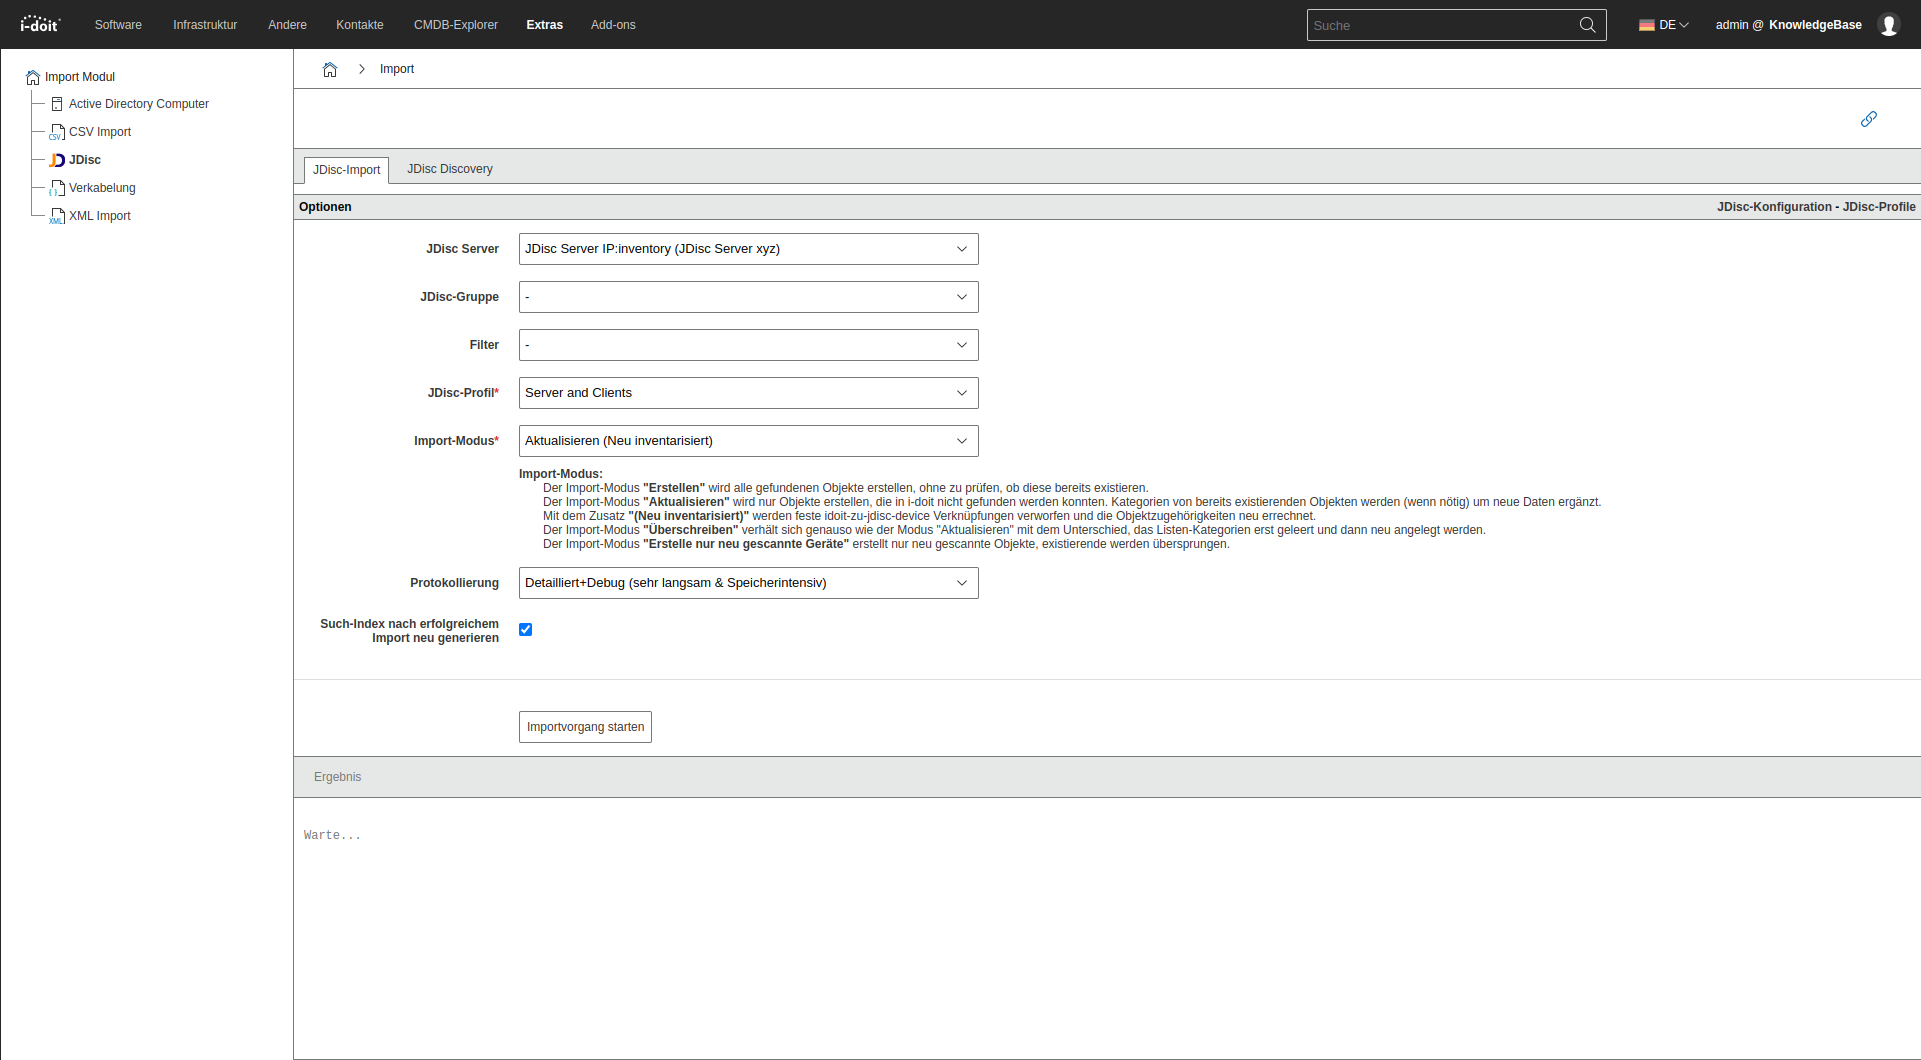 i-doit Software Infrastruktur Andere Kontakte CMDB-Explorer Extras Add-ons Suche DE admin @ KnowledgeBase
Import Modul
Active Directory Computer
CSV CSV Import
JD JDisc
Verkabelung
XML XML Import
Import
JDisc-Import JDisc Discovery
Optionen JDisc-Konfiguration - JDisc-Profile
JDisc Server JDisc Server IP:inventory (JDisc Server xyz)
JDisc-Gruppe -
Filter -
JDisc-Profil* Server and Clients
Import-Modus* Aktualisieren (Neu inventarisiert)
Import-Modus:
Der Import-Modus "Erstellen" wird alle gefundenen Objekte erstellen, ohne zu prüfen, ob diese bereits existieren.
Der Import-Modus "Aktualisieren" wird nur Objekte erstellen, die in i-doit nicht gefunden werden konnten. Kategorien von bereits existierenden Objekten werden (wenn nötig) um neue Daten ergänzt.
Mit dem Zusatz "(Neu inventarisiert)" werden feste idoit-zu-jdisc-device Verknüpfungen verworfen und die Objektzugehörigkeiten neu errechnet.
Der Import-Modus "Überschreiben" verhält sich genauso wie der Modus "Aktualisieren" mit dem Unterschied, das Listen-Kategorien erst geleert und dann neu angelegt werden.
Der Import-Modus "Erstelle nur neu gescannte Geräte" erstellt nur neu gescannte Objekte, existierende werden übersprungen.
Protokollierung Detailliert+Debug (sehr langsam & Speicherintensiv)
Such-Index nach erfolgreichem
Import neu generieren
Importvorgang starten
Ergebnis
Warte...